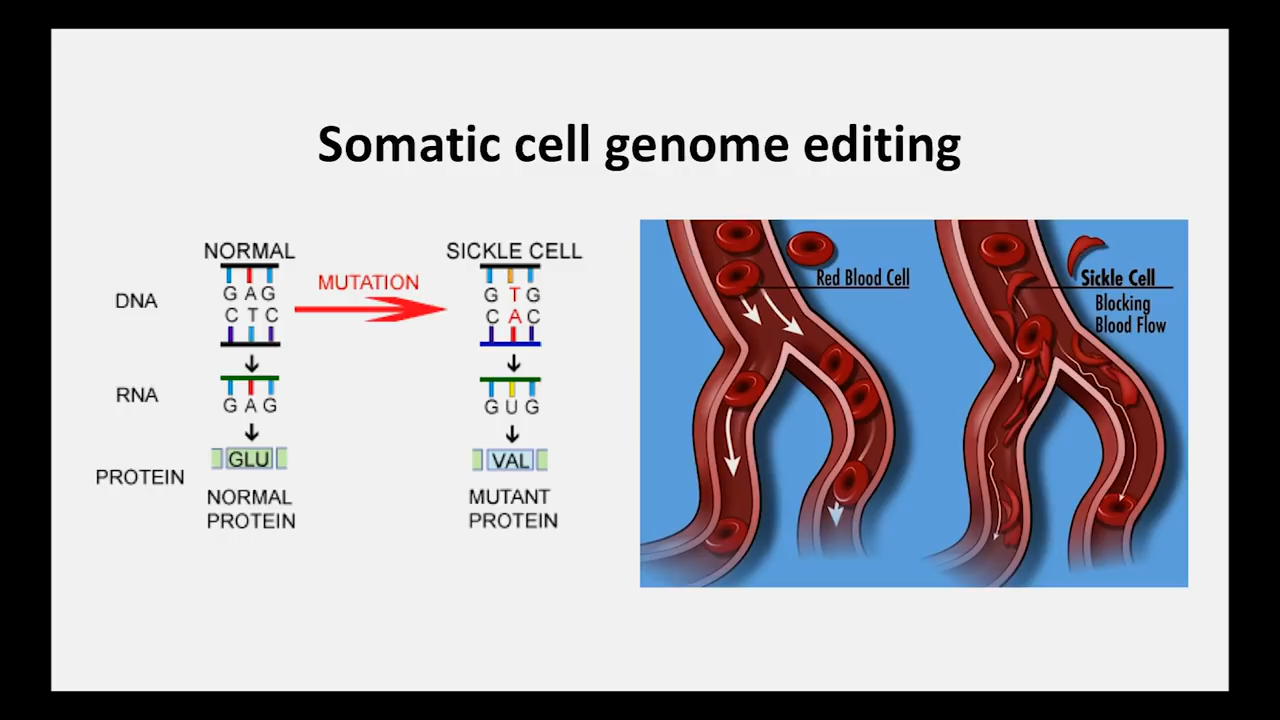 Somatic cell genome editing
NORMAL
MUTATION
SICKLE CELL
DNA
G A G
C T C
G T G
C A C
RNA
G A G
G U G
PROTEIN
GLU
VAL
NORMAL
PROTEIN
MUTANT
PROTEIN
Red Blood Cell
Sickle Cell
Blocking
Blood Flow